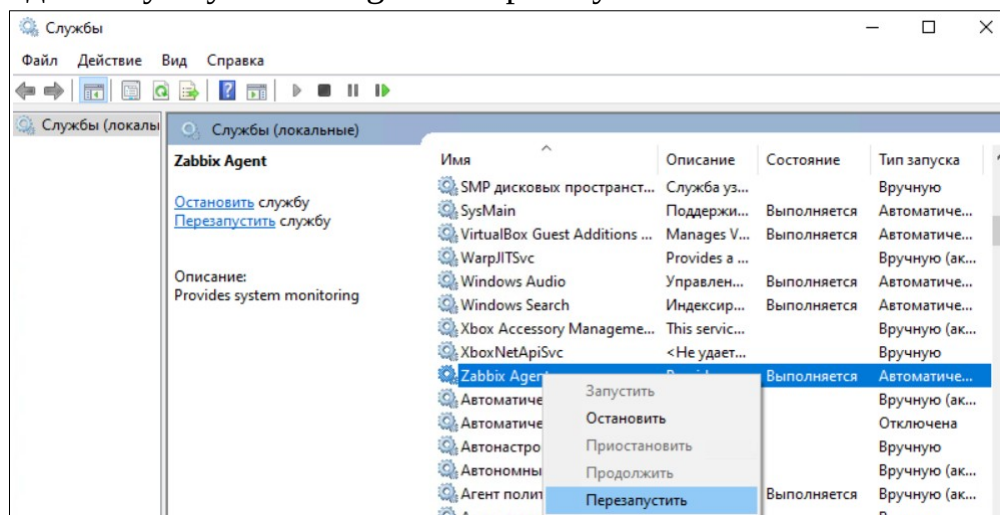 Службы
Файл Действие Вид Справка
Службы (локалы
Службы (локальные)
Zabbix Agent
Остановить службу
Перезапустить службу
Описание:
Provides system monitoring
Имя Описание Состояние Тип запуска
SMP дисковых пространст... Служба уз... Вручную
SysMain Поддержи... Выполняется Автоматиче...
VirtualBox Guest Additions ... Manages V... Выполняется Автоматиче...
WarpJITSvc Provides a ... Вручную (ак...
Windows Audio Управлен... Выполняется Автоматиче...
Windows Search Индексир... Выполняется Автоматиче...
Xbox Accessory Manageme... This servic... Вручную (ак...
XboxNetApiSvc <Не удает... Вручную
Zabbix Agent Выполняется Автоматиче...
Автоматиче Вручную (ак...
Автоматиче Отключена
Автонастро Вручную
Автономны Вручную (ак...
Агент полит Выполняется Вручную (ак...
Запустить
Остановить
Приостановить
Продолжить
Перезапустить